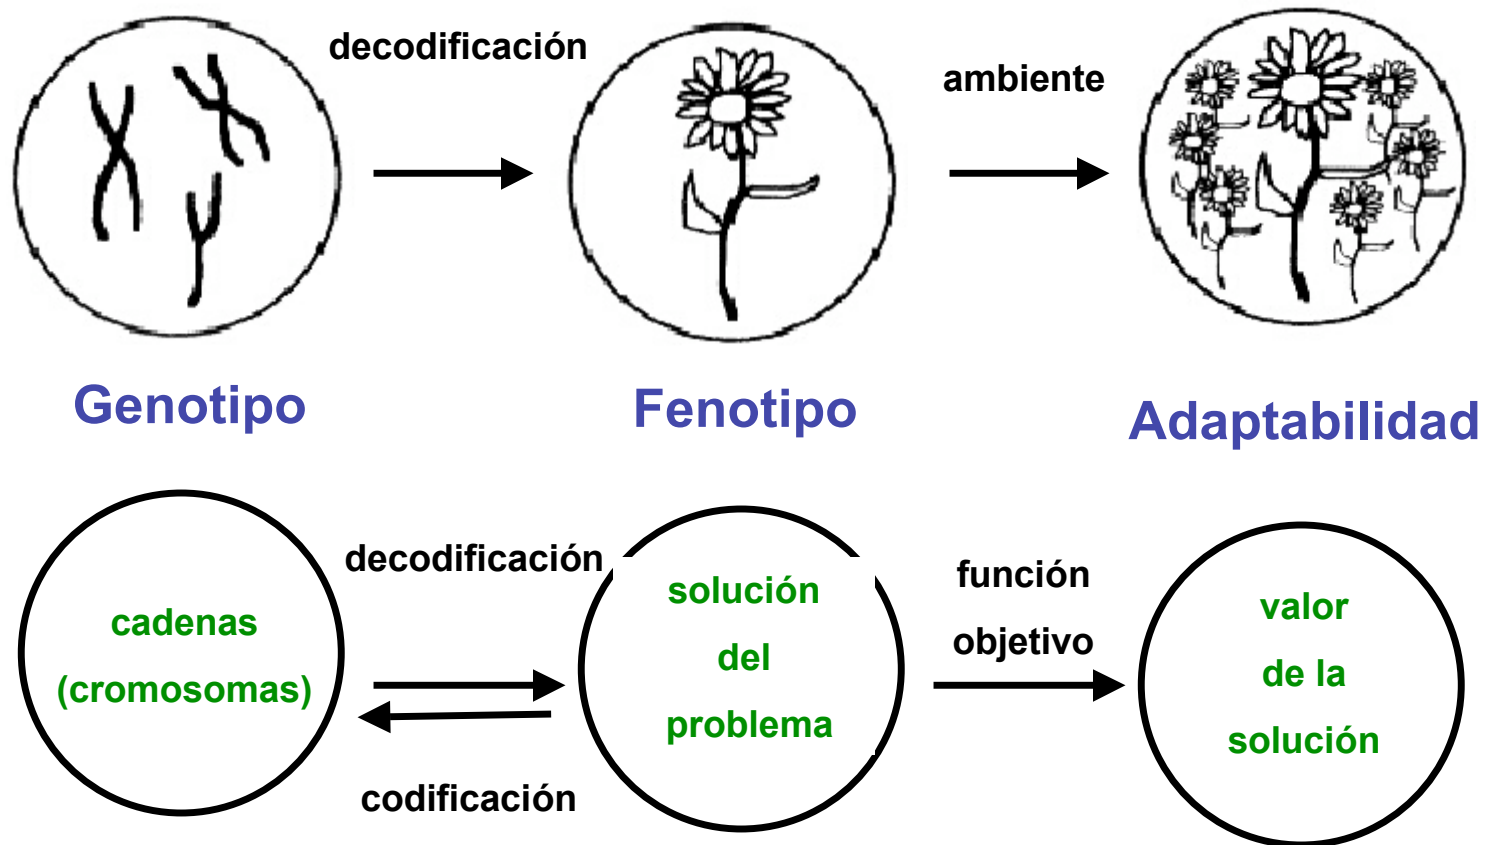 decodificación
ambiente
Genotipo
Fenotipo
Adaptabilidad
cadenas
(cromosomas)
decodificación
codificación
solución
del
problema
función
objetivo
valor
de la
solución